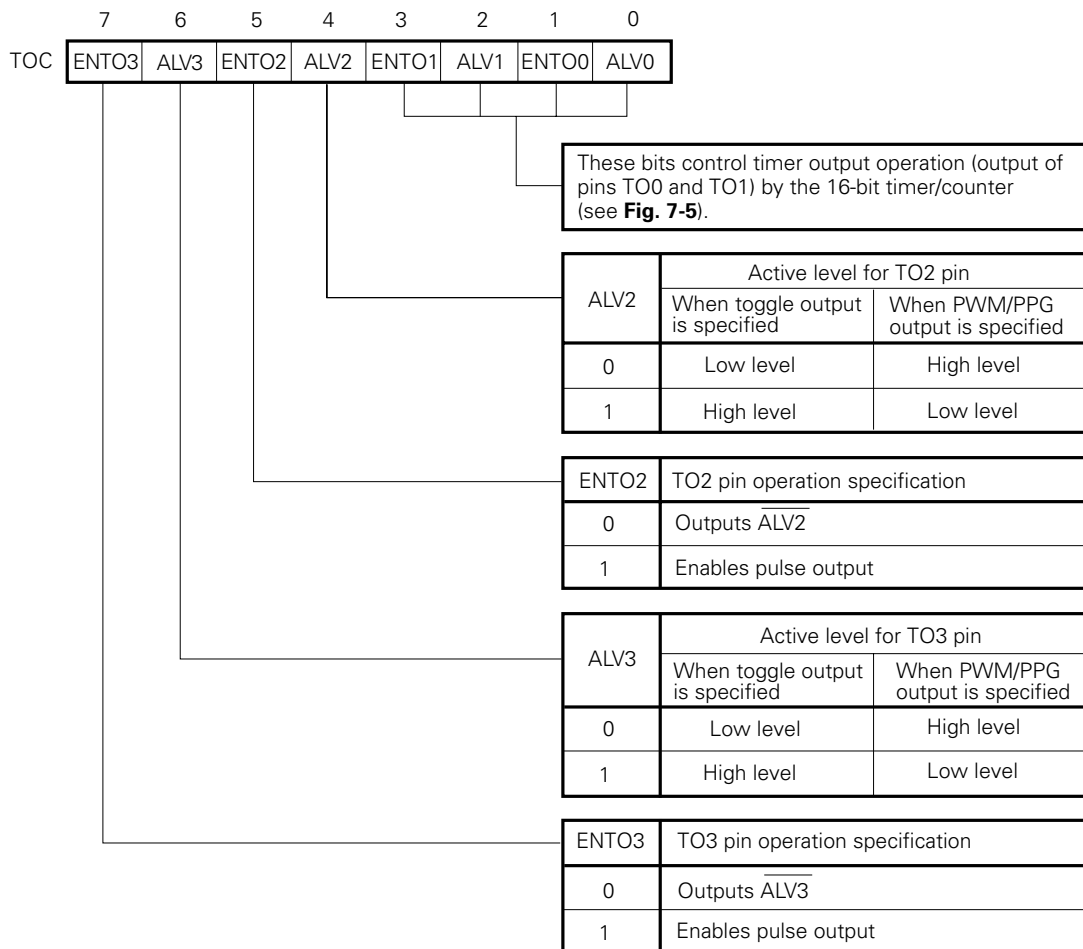 7 6 5 4 3 2 1 0
TOC ENTO3 ALV3 ENTO2 ALV2 ENTO1 ALV1 ENTO0 ALV0
These bits control timer output operation (output of
pins TO0 and TO1) by the 16-bit timer/counter
(see Fig. 7-5).
ALV2 Active level for TO2 pin
When toggle output When PWM/PPG
is specified output is specified
0 Low level High level
1 High level Low level
ENTO2 TO2 pin operation specification
0 Outputs A̅L̅V̅2̅
1 Enables pulse output
ALV3 Active level for TO3 pin
When toggle output When PWM/PPG
is specified output is specified
0 Low level High level
1 High level Low level
ENTO3 TO3 pin operation specification
0 Outputs A̅L̅V̅3̅
1 Enables pulse output